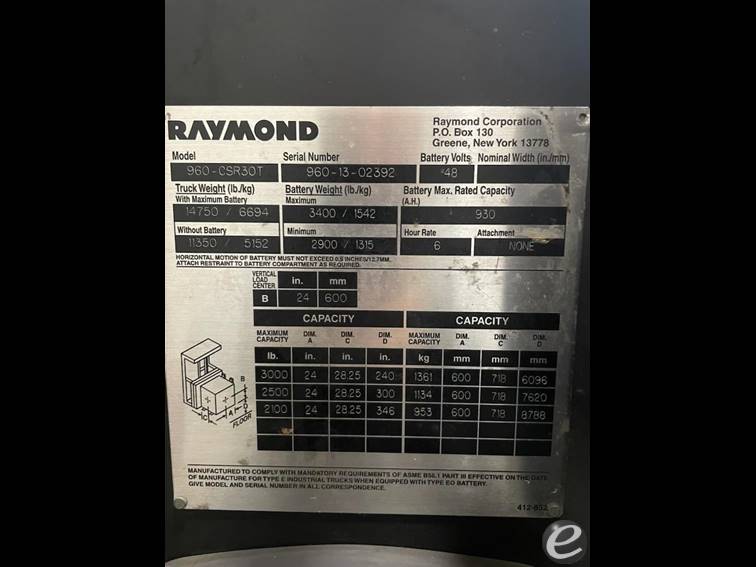 RAYMOND
Raymond Corporation
P.O. Box 130
Greene, New York 13778
Model Serial Number Battery Volts Nominal Width (in./mm)
960-CSR30T 960-13-02392 48
Truck Weight (lb./kg) Battery Weight (lb./kg) Battery Max. Rated Capacity
With Maximum Battery Maximum (A.H.)
14750 / 6694 3400 / 1542 930
Without Battery Minimum Hour Rate Attachment
11350 / 5152 2900 / 1315 6 NONE
HORIZONTAL MOTION OF BATTERY MUST NOT EXCEED 0.5 INCHES/12.7MM.
ATTACH RESTRAINT TO BATTERY COMPARTMENT AS REQUIRED.
VERTICAL LOAD CENTER in. mm
B 24 600
CAPACITY CAPACITY
MAXIMUM CAPACITY DIM. A DIM. C DIM. D MAXIMUM CAPACITY DIM. A DIM. C DIM. D
lb. in. in. in. kg mm mm mm
3000 24 28.25 240 1361 600 718 6096
2500 24 28.25 300 1134 600 718 7620
2100 24 28.25 346 953 600 718 8788
B
C A D
FLOOR
MANUFACTURED TO COMPLY WITH MANDATORY REQUIREMENTS OF ASME B56.1 PART III EFFECTIVE ON THE DATE
OF MANUFACTURE FOR TYPE E INDUSTRIAL TRUCKS WHEN EQUIPPED WITH TYPE EO BATTERY.
GIVE MODEL AND SERIAL NUMBER IN ALL CORRESPONDENCE.
412-852
e